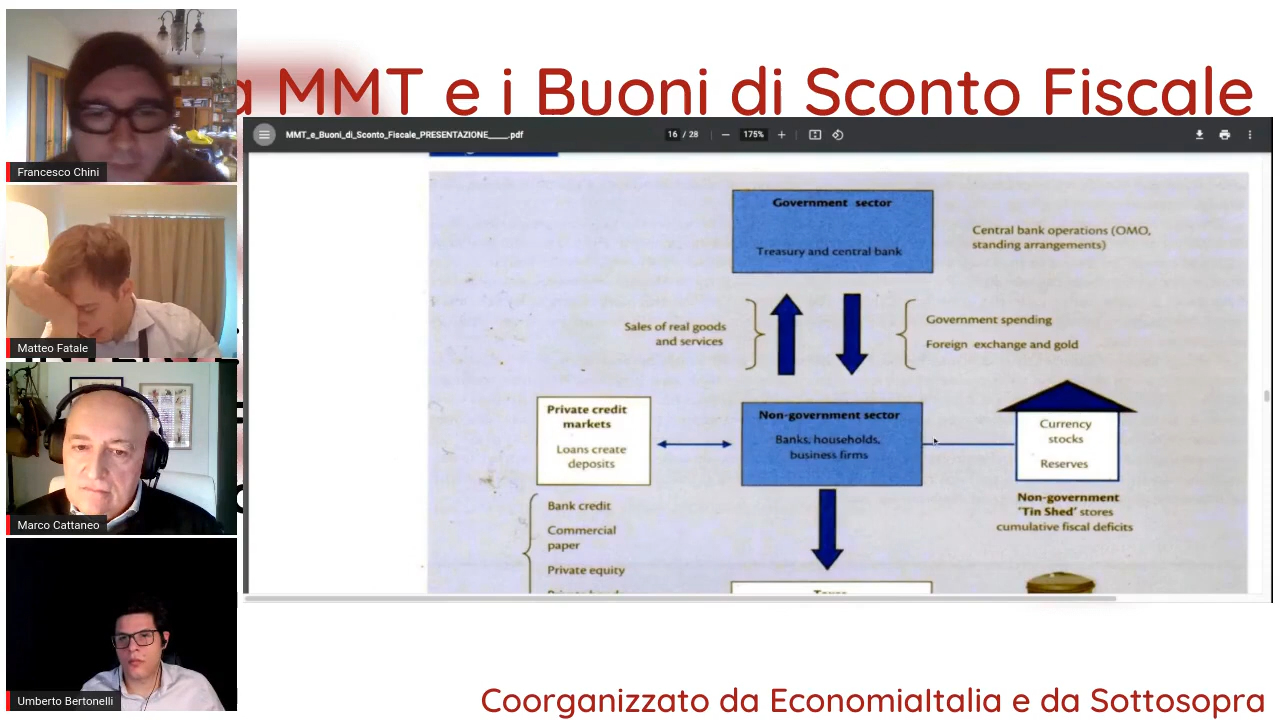 a MMT e i Buoni di Sconto Fiscale
MMT_e_Buoni_di_Sconto_Fiscale_PRESENTAZIONE____.pdf
16 / 28
175%
Government sector
Treasury and central bank
Central bank operations (OMO,
standing arrangements)
Sales of real goods
and services
Government spending
Foreign exchange and gold
Private credit
markets
Loans create
deposits
Non-government sector
Banks, households,
business firms
Currency
stocks
Reserves
Non-government
'Tin Shed' stores
cumulative fiscal deficits
Bank credit
Commercial
paper
Private equity
Francesco Chini
Matteo Fatale
Marco Cattaneo
Umberto Bertonelli
Coorganizzato da EconomiaItalia e da Sottosopra